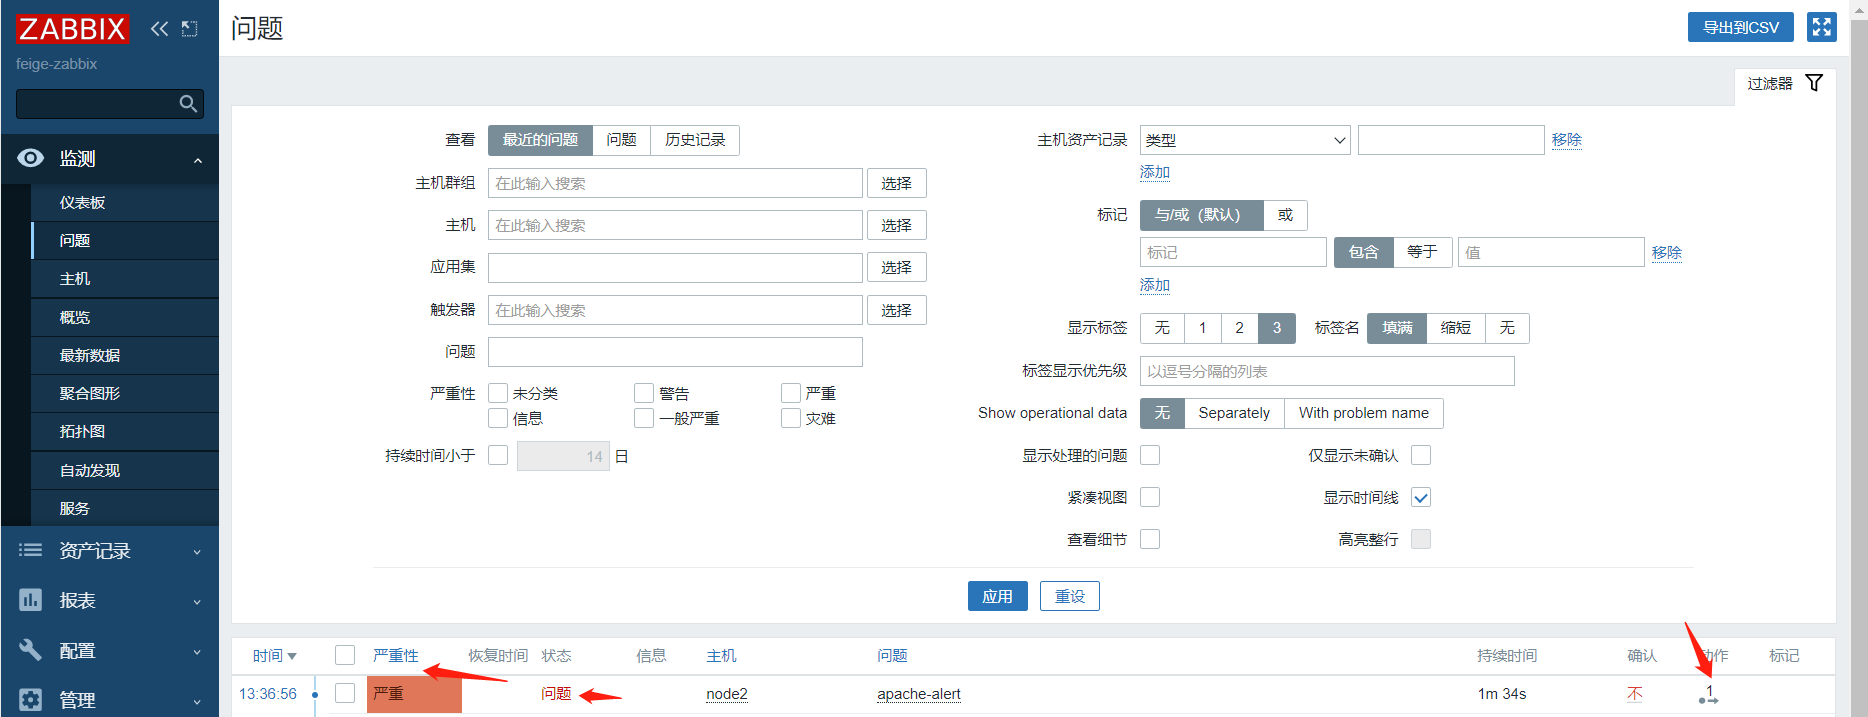 ZABBIX
feige-zabbix
监测
仪表板
问题
主机
概览
最新数据
聚合图形
拓扑图
自动发现
服务
资产记录
报表
配置
管理
问题
导出到CSV
过滤器
查看 最近的问题 问题 历史记录
主机群组 在此输入搜索 选择
主机 在此输入搜索 选择
应用集 选择
触发器 在此输入搜索 选择
问题
严重性 未分类 警告 严重
信息 一般严重 灾难
持续时间小于 14 日
主机资产记录 类型 移除
添加
标记 与/或（默认） 或
标记 包含 等于 值 移除
添加
显示标签 无 1 2 3 标签名 填满 缩短 无
标签显示优先级 以逗号分隔的列表
Show operational data 无 Separately With problem name
显示处理的问题 仅显示未确认
紧凑视图 显示时间线
查看细节 高亮整行
应用 重设
时间 严重性 恢复时间 状态 信息 主机 问题 持续时间 确认 动作 标记
13:36:56 严重 问题 node2 apache-alert 1m 34s 不 1